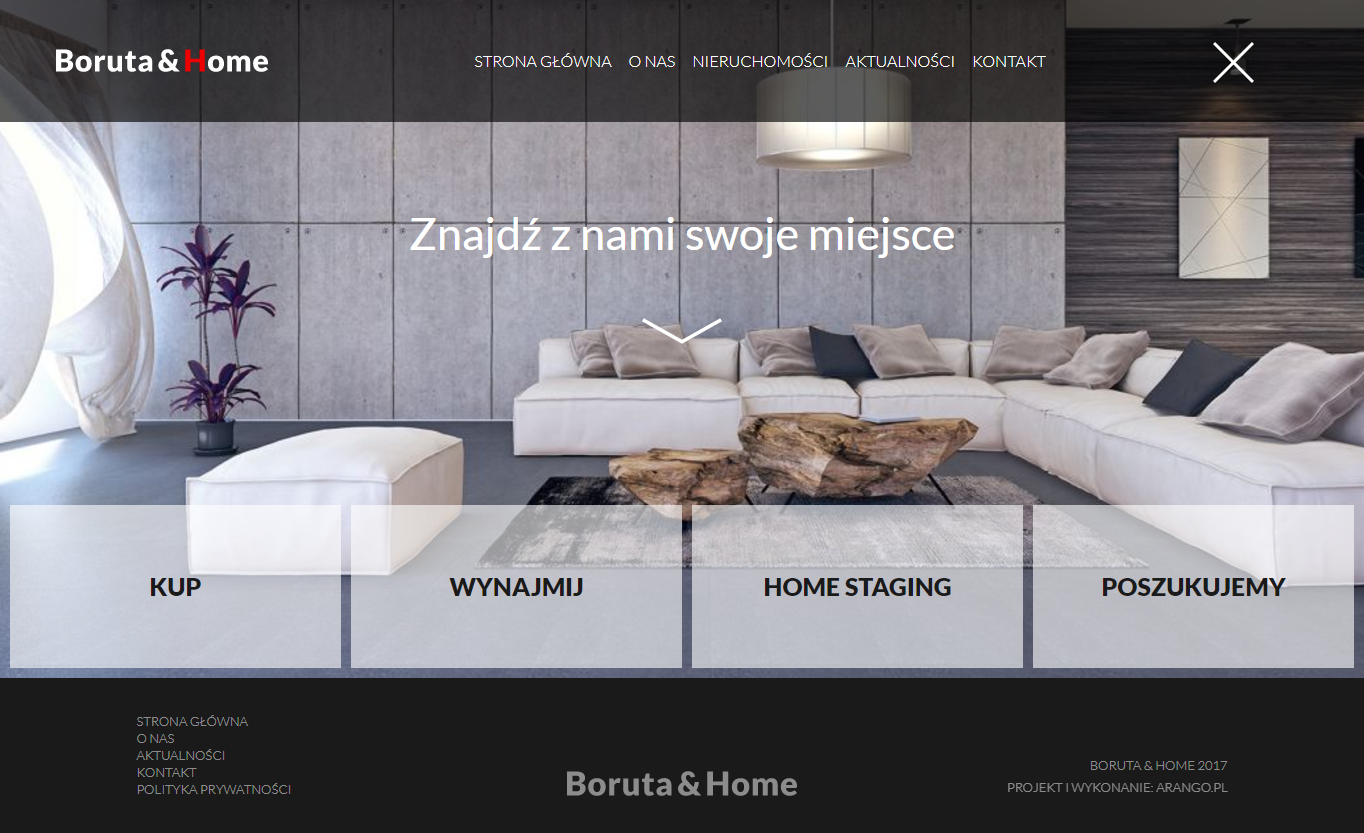 Boruta & Home
STRONA GŁÓWNA O NAS NIERUCHOMOŚCI AKTUALNOŚCI KONTAKT
Znajdź z nami swoje miejsce
KUP
WYNAJMIJ
HOME STAGING
POSZUKUJEMY
STRONA GŁÓWNA
O NAS
AKTUALNOŚCI
KONTAKT
POLITYKA PRYWATNOŚCI
Boruta & Home
BORUTA & HOME 2017
PROJEKT I WYKONANIE: ARANGO.PL